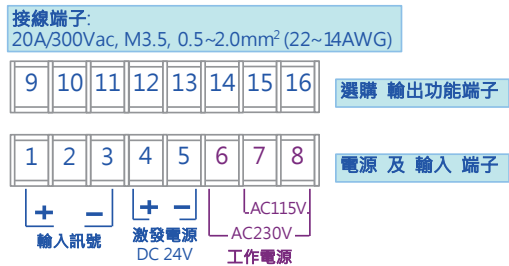 接線端子:
20A/300Vac, M3.5, 0.5~2.0mm² (22~14AWG)
9 10 11 12 13 14 15 16
選購 輸出功能端子
1 2 3 4 5 6 7 8
電源 及 輸入 端子
+ − + − AC115V
輸入訊號 激發電源 AC230V
DC 24V 工作電源